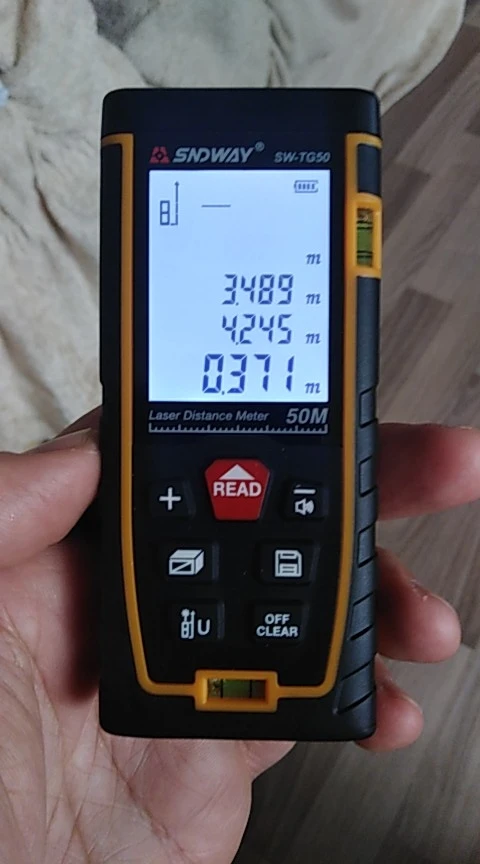 SNDWAY® SW-TG50
m
3.489 m
4.245 m
0.371 m
Laser Distance Meter 50M
+ READ
U OFF
CLEAR